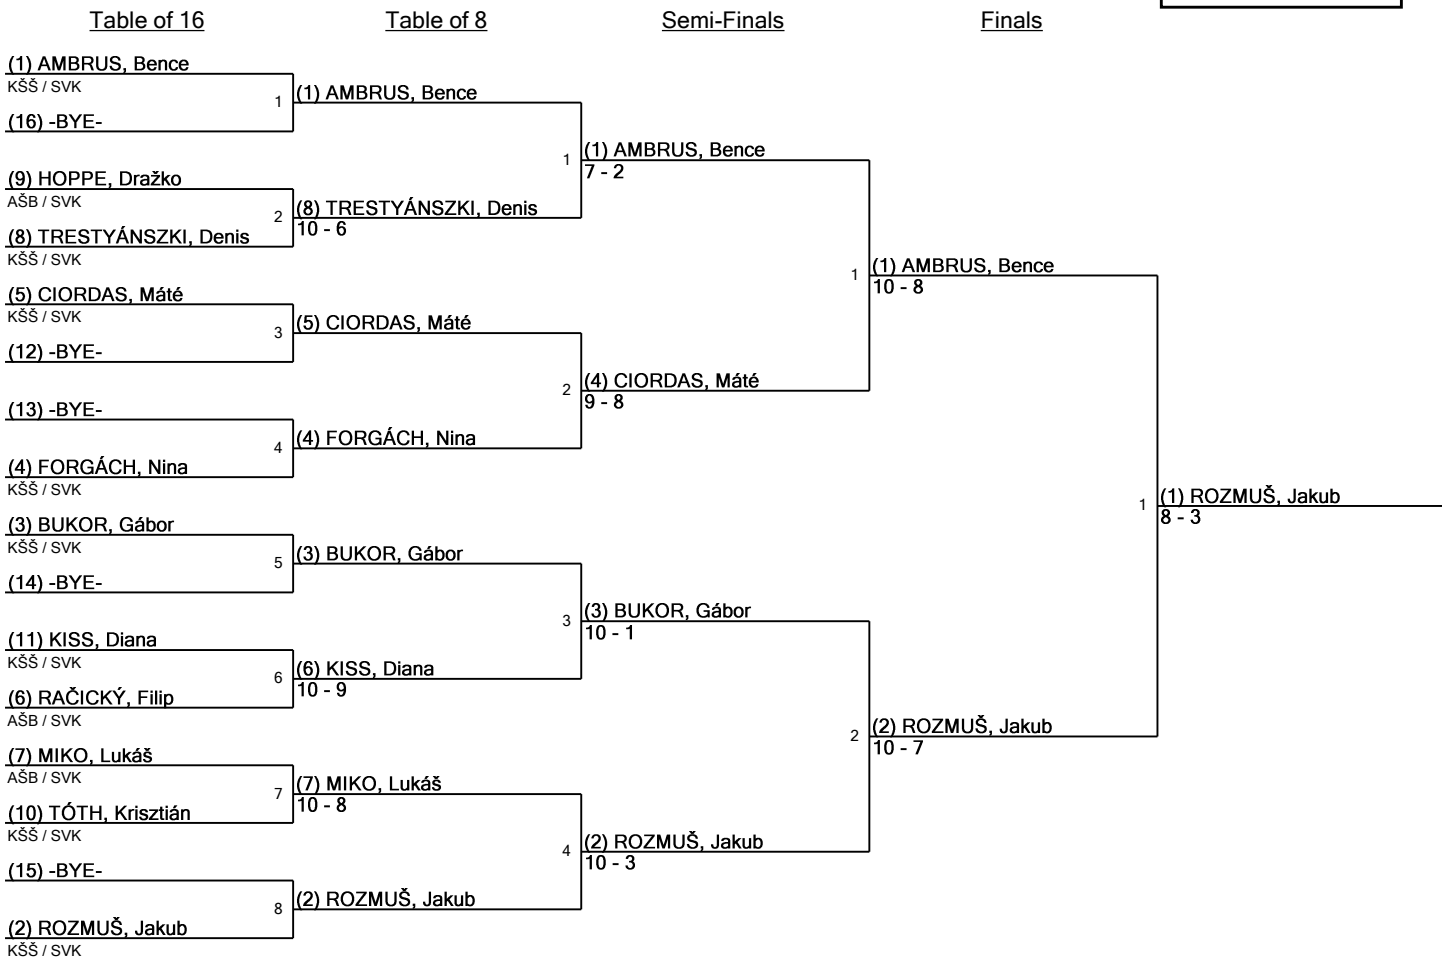 Table of 16
Table of 8
Semi-Finals
Finals
(1) AMBRUS, Bence
KŠŠ / SVK
(16) -BYE-
(9) HOPPE, Dražko
AŠB / SVK
(8) TRESTYÁNSZKI, Denis
KŠŠ / SVK
(5) CIORDAS, Máté
KŠŠ / SVK
(12) -BYE-
(13) -BYE-
(4) FORGÁCH, Nina
KŠŠ / SVK
(3) BUKOR, Gábor
KŠŠ / SVK
(14) -BYE-
(11) KISS, Diana
KŠŠ / SVK
(6) RAČICKÝ, Filip
AŠB / SVK
(7) MIKO, Lukáš
AŠB / SVK
(10) TÓTH, Krisztián
KŠŠ / SVK
(15) -BYE-
(2) ROZMUŠ, Jakub
KŠŠ / SVK
1
(1) AMBRUS, Bence
2
(8) TRESTYÁNSZKI, Denis
10 - 6
3
(5) CIORDAS, Máté
4
(4) FORGÁCH, Nina
5
(3) BUKOR, Gábor
6
(6) KISS, Diana
10 - 9
7
(7) MIKO, Lukáš
10 - 8
8
(2) ROZMUŠ, Jakub
1
(1) AMBRUS, Bence
7 - 2
2
(4) CIORDAS, Máté
9 - 8
3
(3) BUKOR, Gábor
10 - 1
4
(2) ROZMUŠ, Jakub
10 - 3
1
(1) AMBRUS, Bence
10 - 8
2
(2) ROZMUŠ, Jakub
10 - 7
1
(1) ROZMUŠ, Jakub
8 - 3